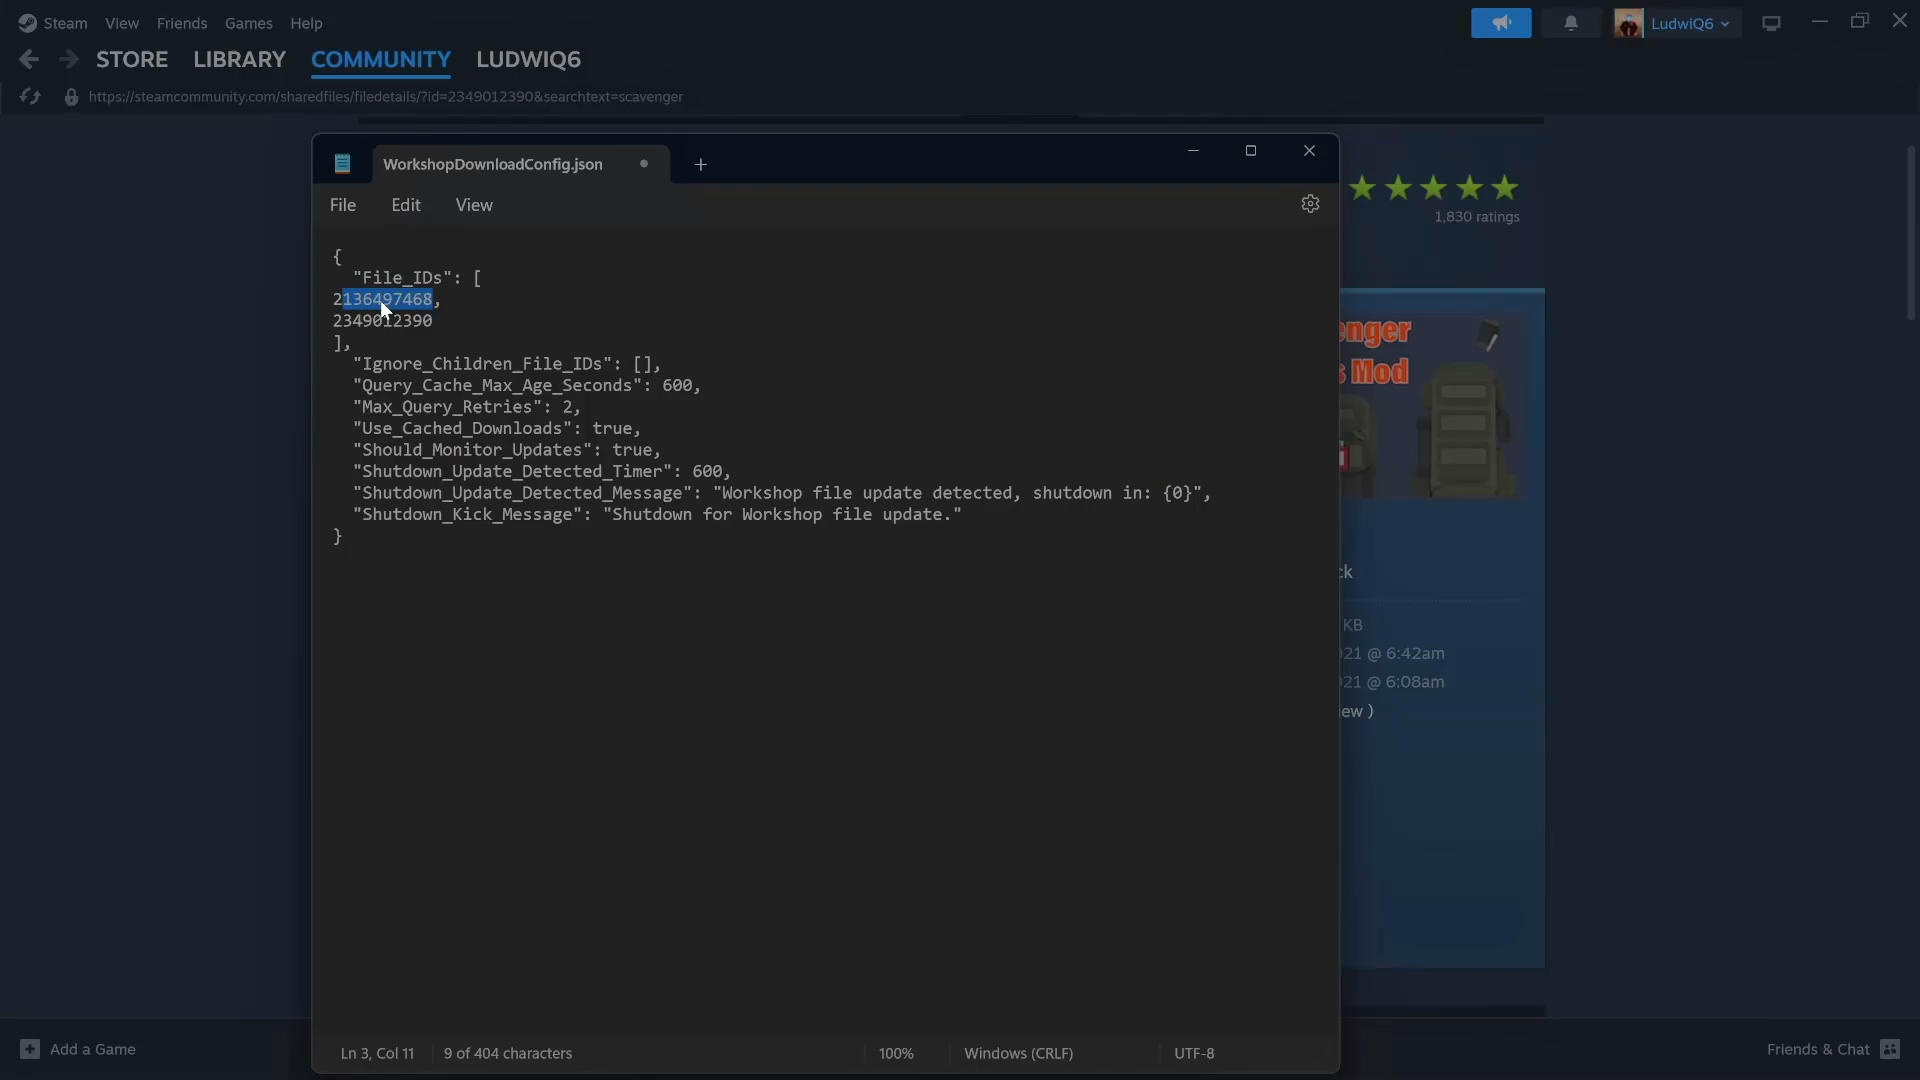 Steam View Friends Games Help
LudwiQ6
STORE LIBRARY COMMUNITY LUDWIQ6
https://steamcommunity.com/sharedfiles/filedetails/?id=2349012390&searchtext=scavenger
WorkshopDownloadConfig.json
File Edit View
1,830 ratings
{
"File_IDs": [
2136497468,
2349012390
],
"Ignore_Children_File_IDs": [],
"Query_Cache_Max_Age_Seconds": 600,
"Max_Query_Retries": 2,
"Use_Cached_Downloads": true,
"Should_Monitor_Updates": true,
"Shutdown_Update_Detected_Timer": 600,
"Shutdown_Update_Detected_Message": "Workshop file update detected, shutdown in: {0}",
"Shutdown_Kick_Message": "Shutdown for Workshop file update."
}
enger
s Mod
ck
KB
021 @ 6:42am
021 @ 6:08am
iew )
Ln 3, Col 11 9 of 404 characters 100% Windows (CRLF) UTF-8
Add a Game
Friends & Chat